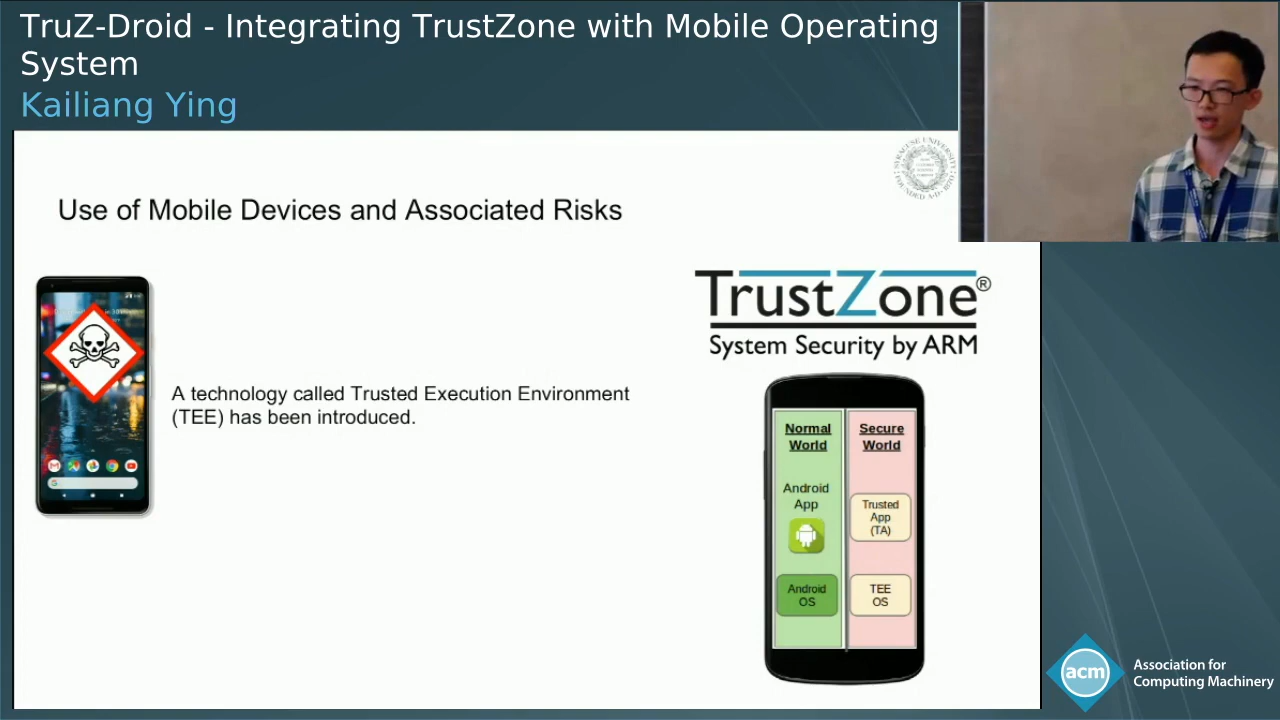 TruZ-Droid - Integrating TrustZone with Mobile Operating
System
Kailiang Ying
Use of Mobile Devices and Associated Risks
TrustZone®
System Security by ARM
A technology called Trusted Execution Environment
(TEE) has been introduced.
Normal
World
Secure
World
Android
App
Trusted
App
(TA)
Android
OS
TEE
OS
acm
Association for
Computing Machinery